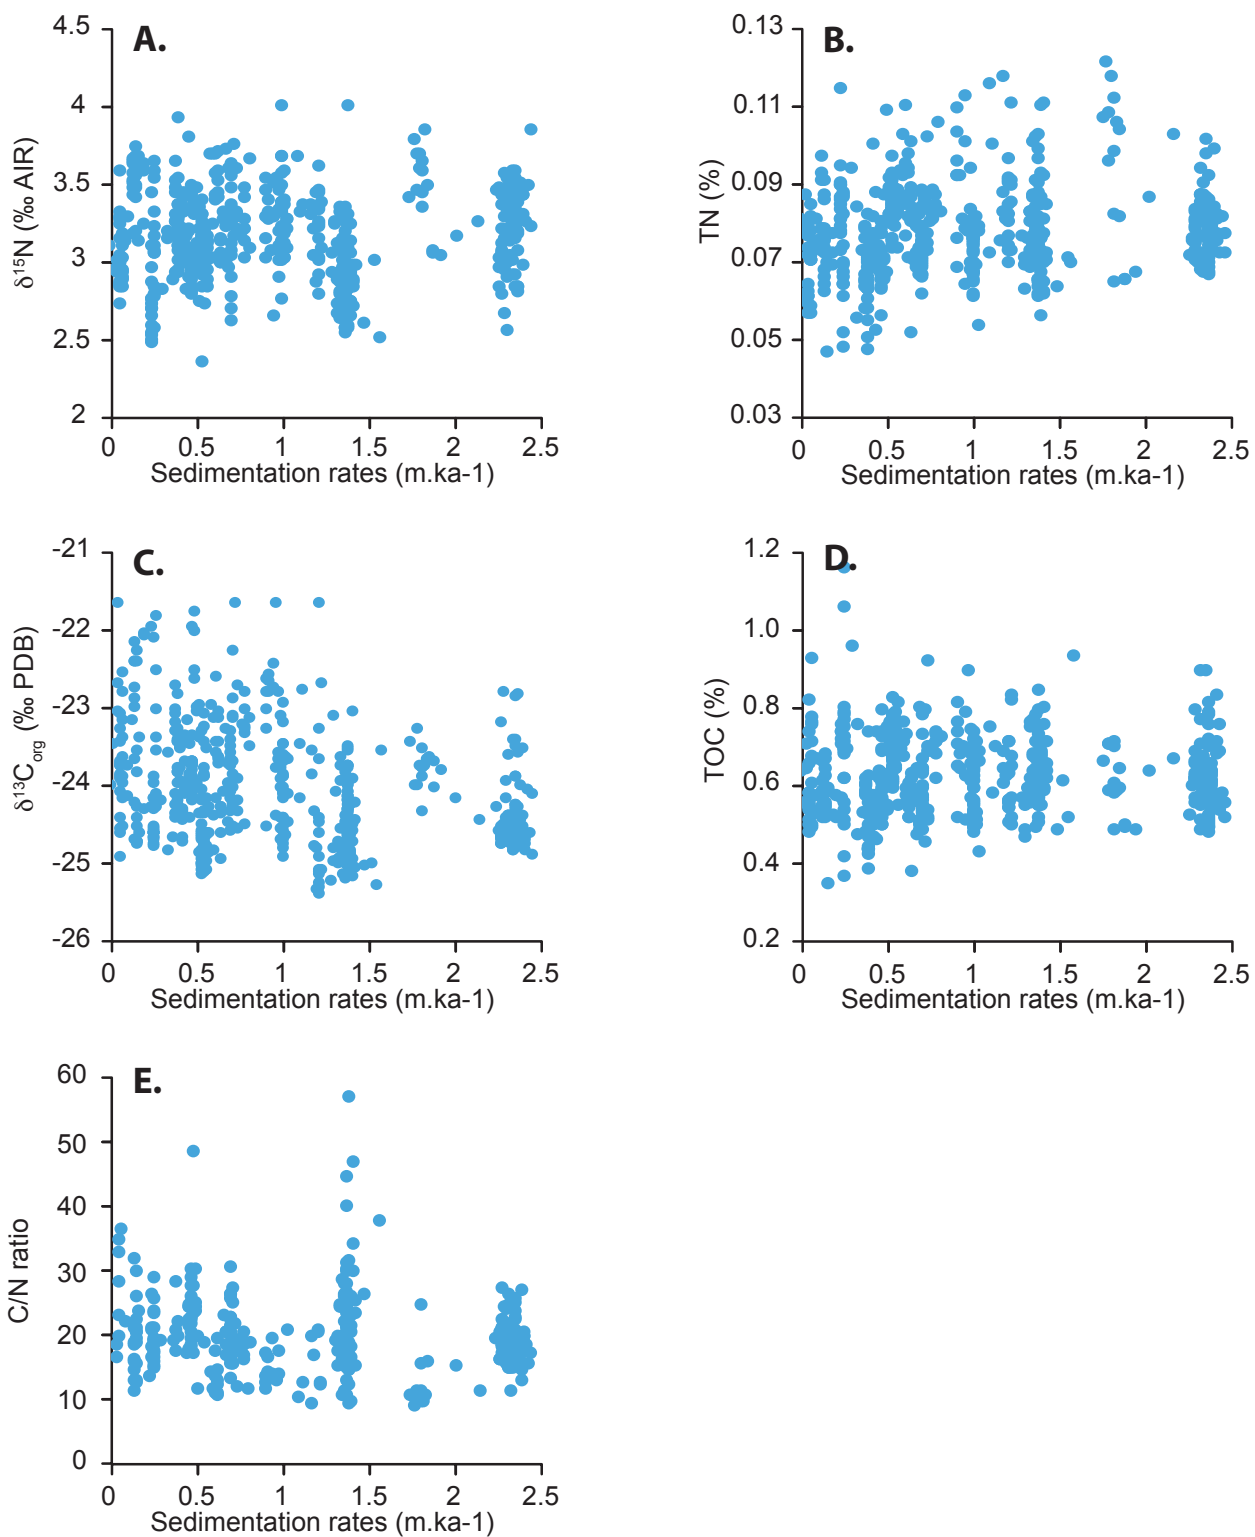 A.
4.5
4
3.5
3
2.5
2
δ15N (‰ AIR)
0 0.5 1 1.5 2 2.5
Sedimentation rates (m.ka-1)
B.
0.13
0.11
0.09
0.07
0.05
0.03
TN (%)
0 0.5 1 1.5 2 2.5
Sedimentation rates (m.ka-1)
C.
-21
-22
-23
-24
-25
-26
δ13Corg (‰ PDB)
0 0.5 1 1.5 2 2.5
Sedimentation rates (m.ka-1)
D.
1.2
1.0
0.8
0.6
0.4
0.2
TOC (%)
0 0.5 1 1.5 2 2.5
Sedimentation rates (m.ka-1)
E.
60
50
40
30
20
10
0
C/N ratio
0 0.5 1 1.5 2 2.5
Sedimentation rates (m.ka-1)